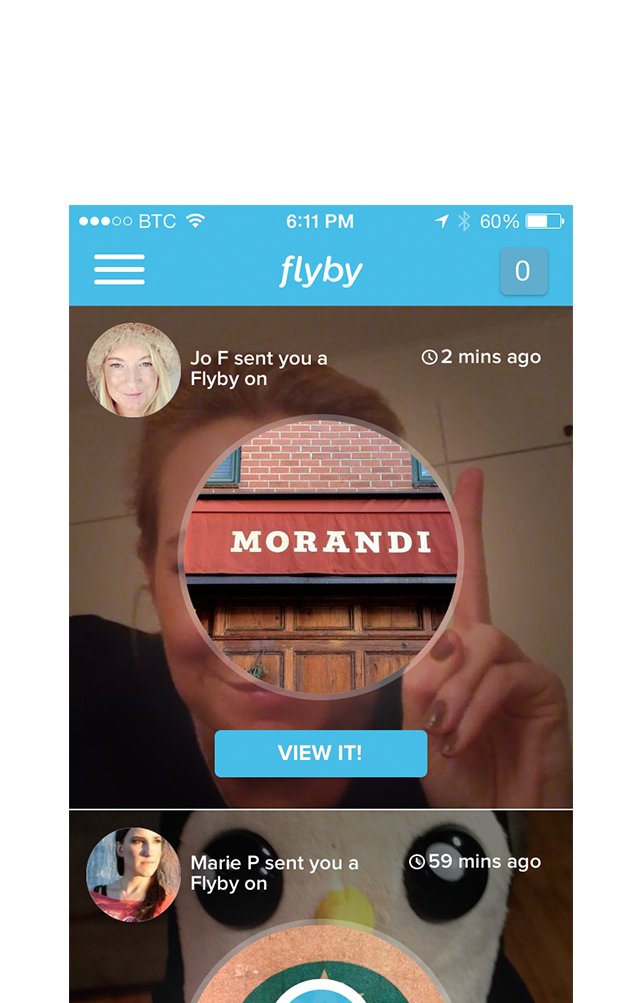 BTC 6:11 PM 60%
flyby 0
Jo F sent you a
Flyby on
2 mins ago
MORANDI
VIEW IT!
Marie P sent you a
Flyby on
59 mins ago